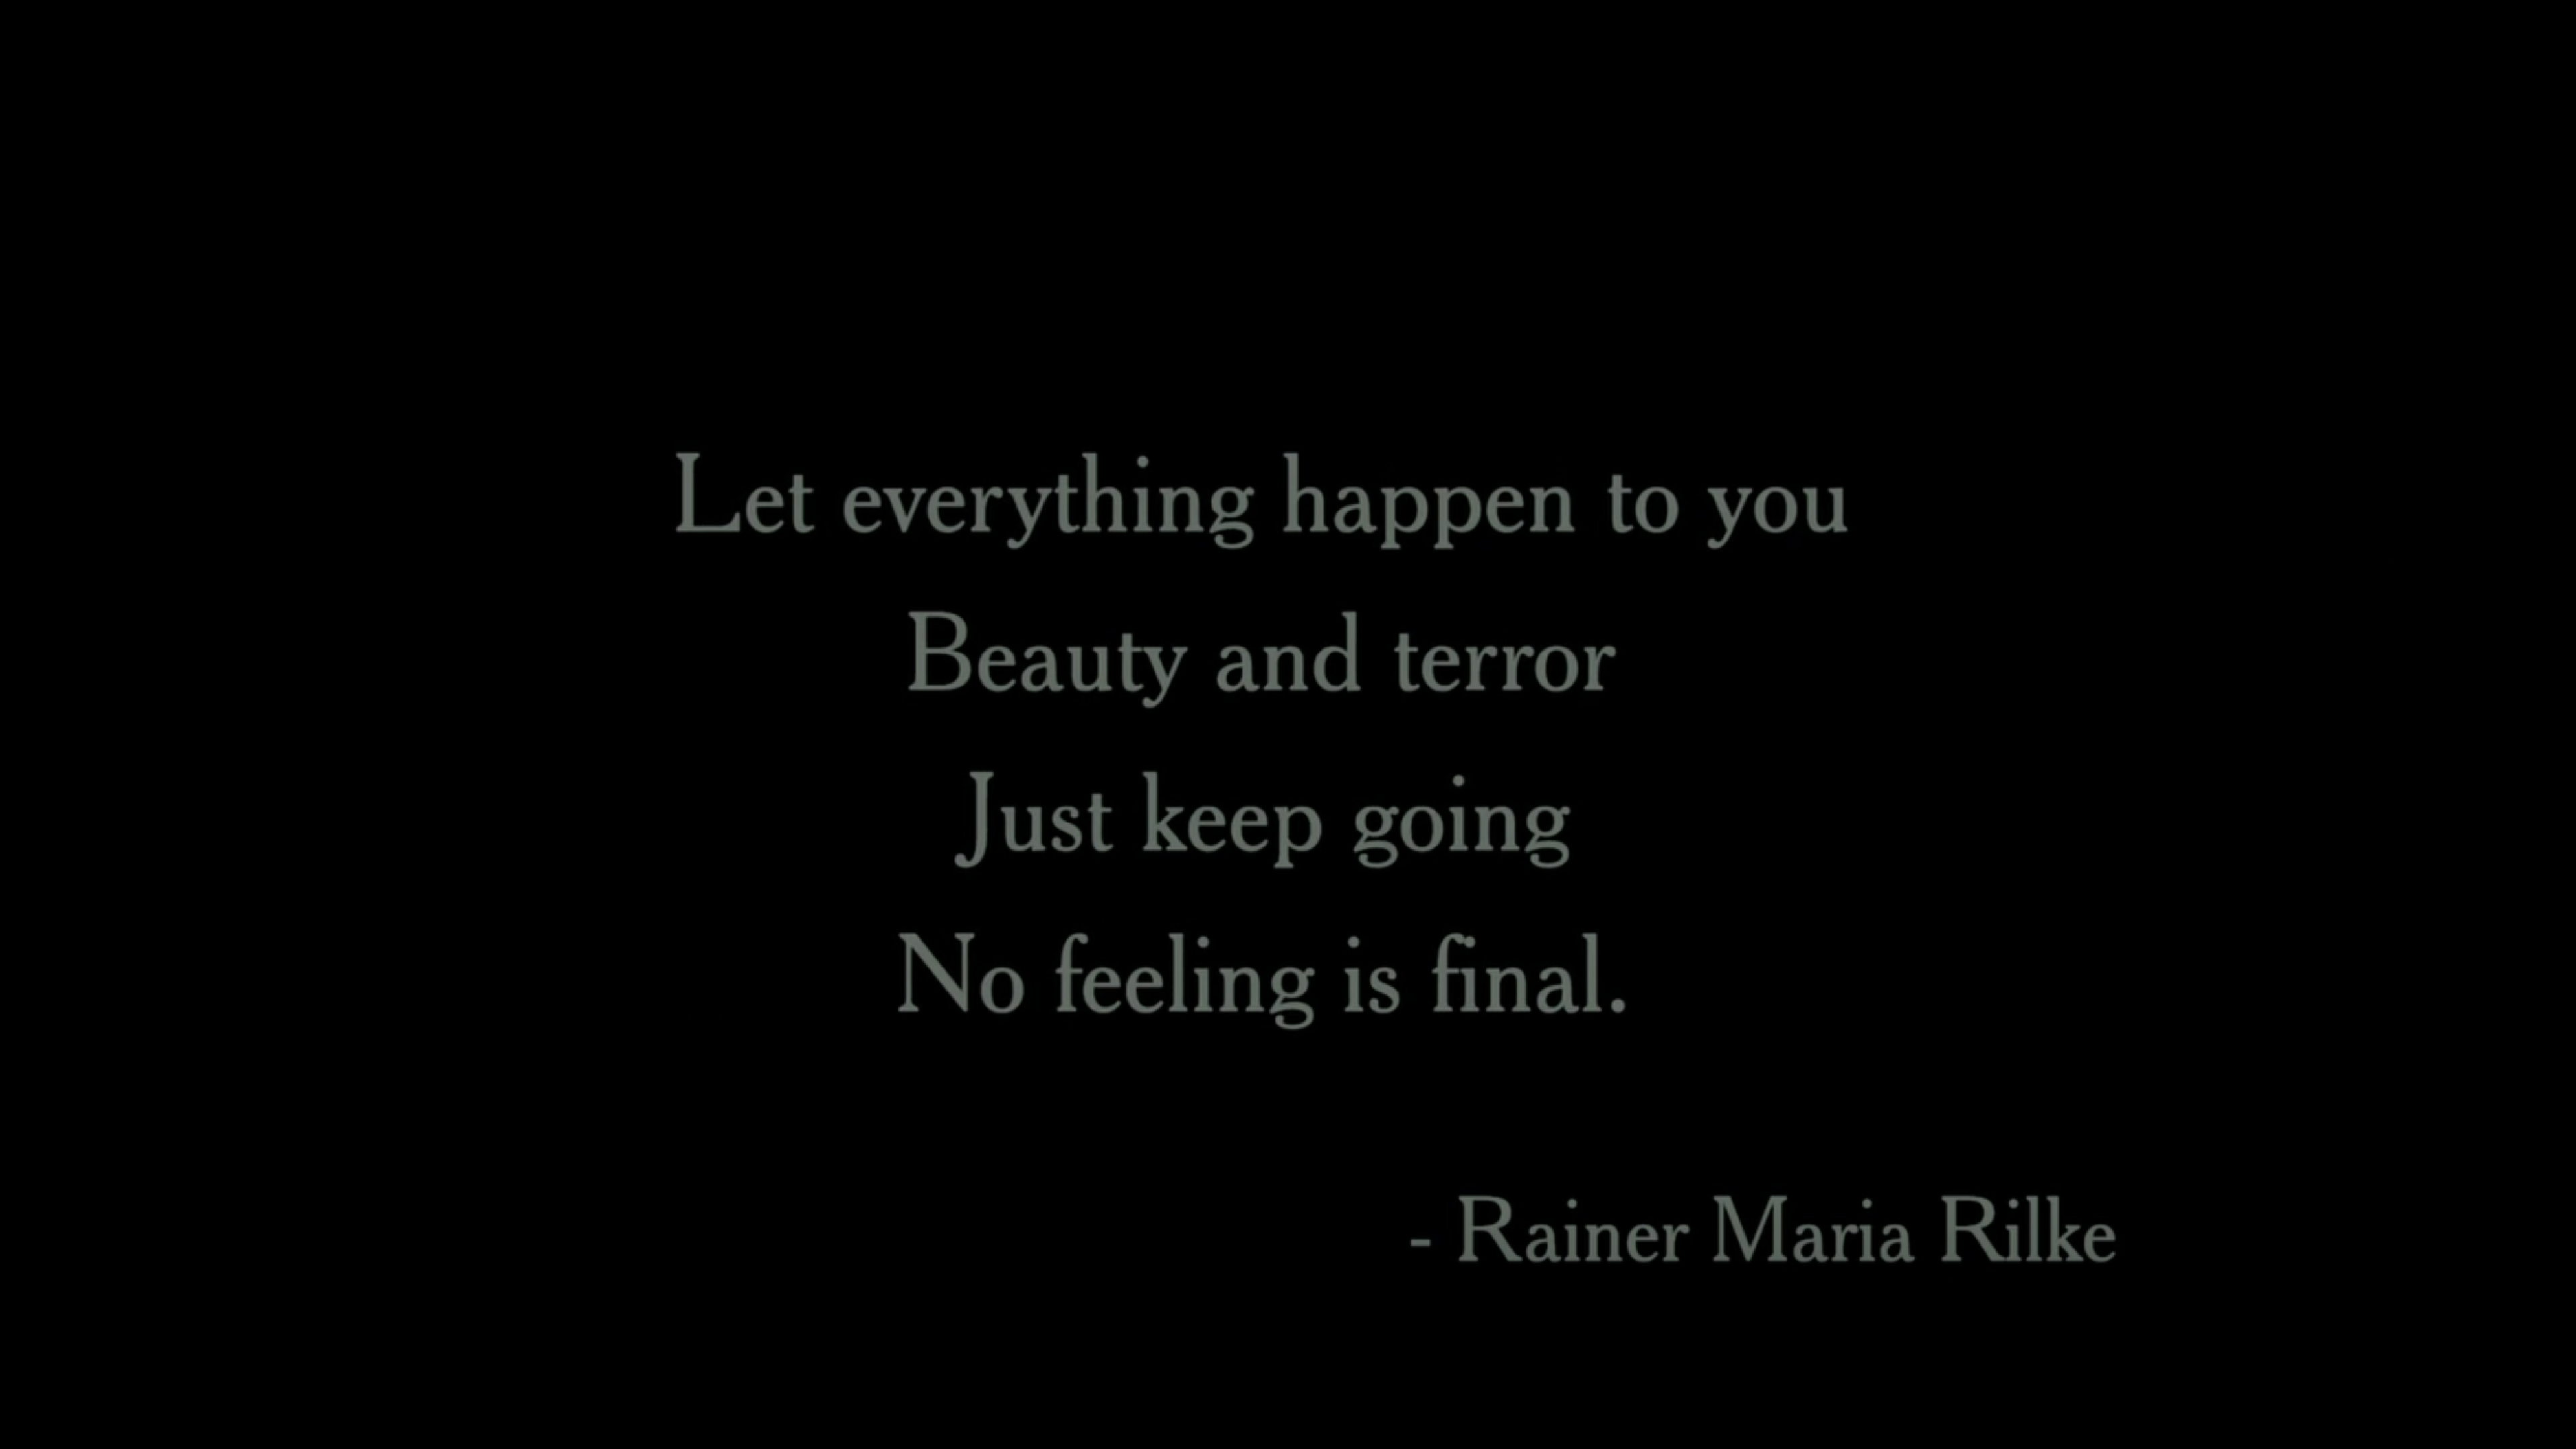 Let everything happen to you
Beauty and terror
Just keep going
No feeling is final.
- Rainer Maria Rilke